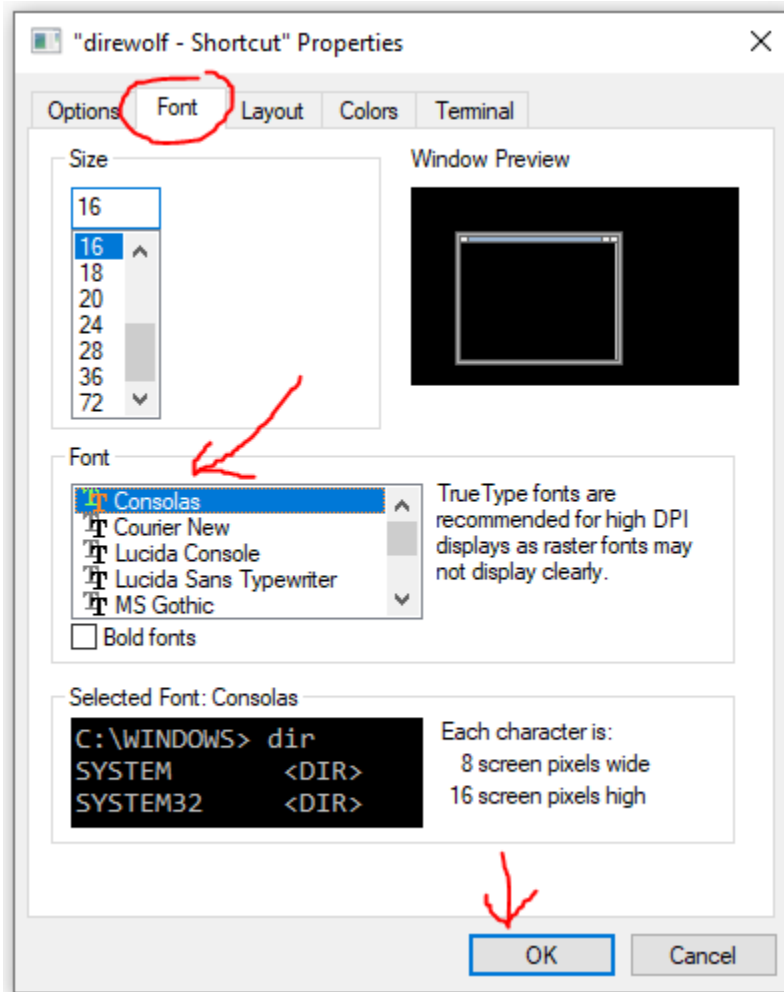 "direwolf - Shortcut" Properties
Options Font Layout Colors Terminal
Size
16
16
18
20
24
28
36
72
Window Preview
Font
Consolas
Courier New
Lucida Console
Lucida Sans Typewriter
MS Gothic
Bold fonts
TrueType fonts are
recommended for high DPI
displays as raster fonts may
not display clearly.
Selected Font: Consolas
C:\WINDOWS> dir
SYSTEM <DIR>
SYSTEM32 <DIR>
Each character is:
8 screen pixels wide
16 screen pixels high
OK Cancel